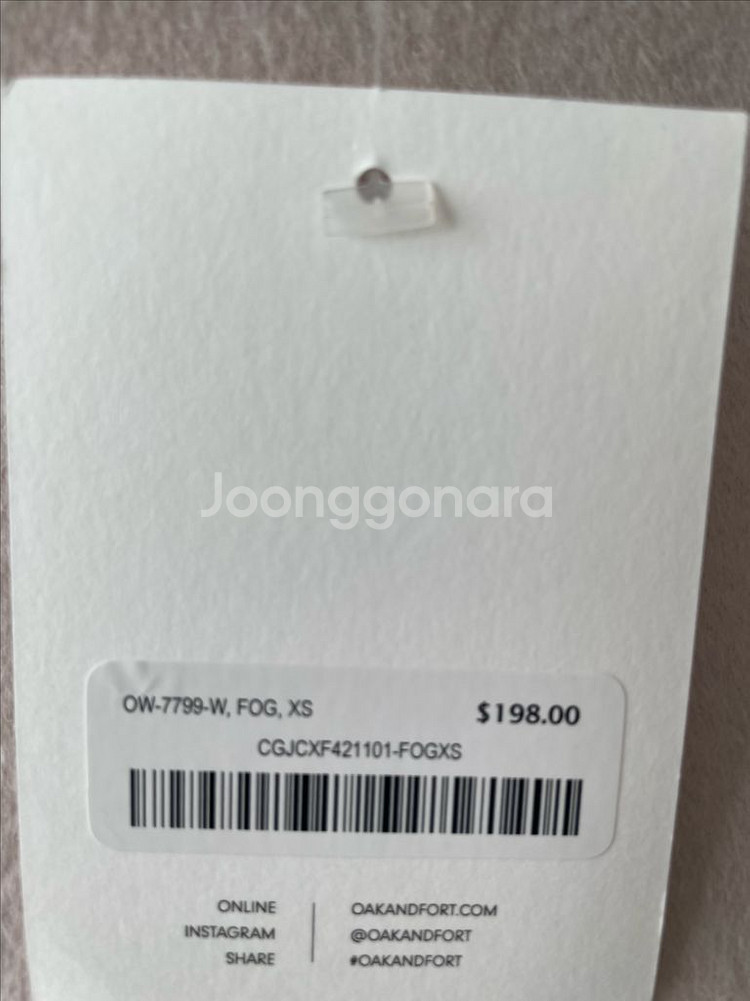 Joonggonara
OW-7799-W, FOG, XS $198.00
CGJCXF421101-FOGXS
ONLINE OAKANDFORT.COM
INSTAGRAM @OAKANDFORT
SHARE #OAKANDFORT